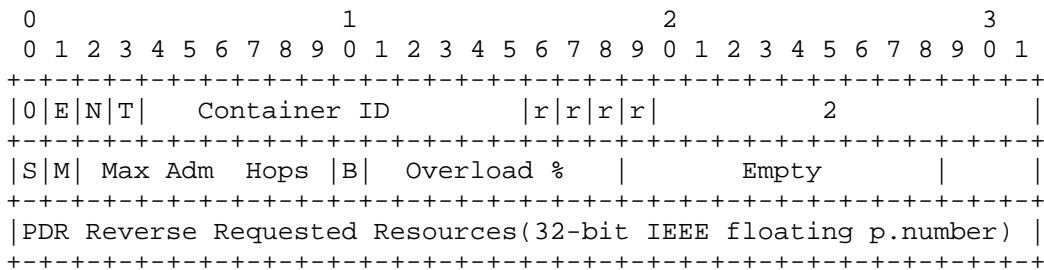 0                   1                   2                   3
 0 1 2 3 4 5 6 7 8 9 0 1 2 3 4 5 6 7 8 9 0 1 2 3 4 5 6 7 8 9 0 1
+-+-+-+-+-+-+-+-+-+-+-+-+-+-+-+-+-+-+-+-+-+-+-+-+-+-+-+-+-+-+-+-+
|0|E|N|T|   Container ID        |r|r|r|r|          2            |
+-+-+-+-+-+-+-+-+-+-+-+-+-+-+-+-+-+-+-+-+-+-+-+-+-+-+-+-+-+-+-+-+
|S|M| Max Adm  Hops |B|  Overload %   |       Empty       |     |
+-+-+-+-+-+-+-+-+-+-+-+-+-+-+-+-+-+-+-+-+-+-+-+-+-+-+-+-+-+-+-+-+
|PDR Reverse Requested Resources(32-bit IEEE floating p.number) |
+-+-+-+-+-+-+-+-+-+-+-+-+-+-+-+-+-+-+-+-+-+-+-+-+-+-+-+-+-+-+-+-+